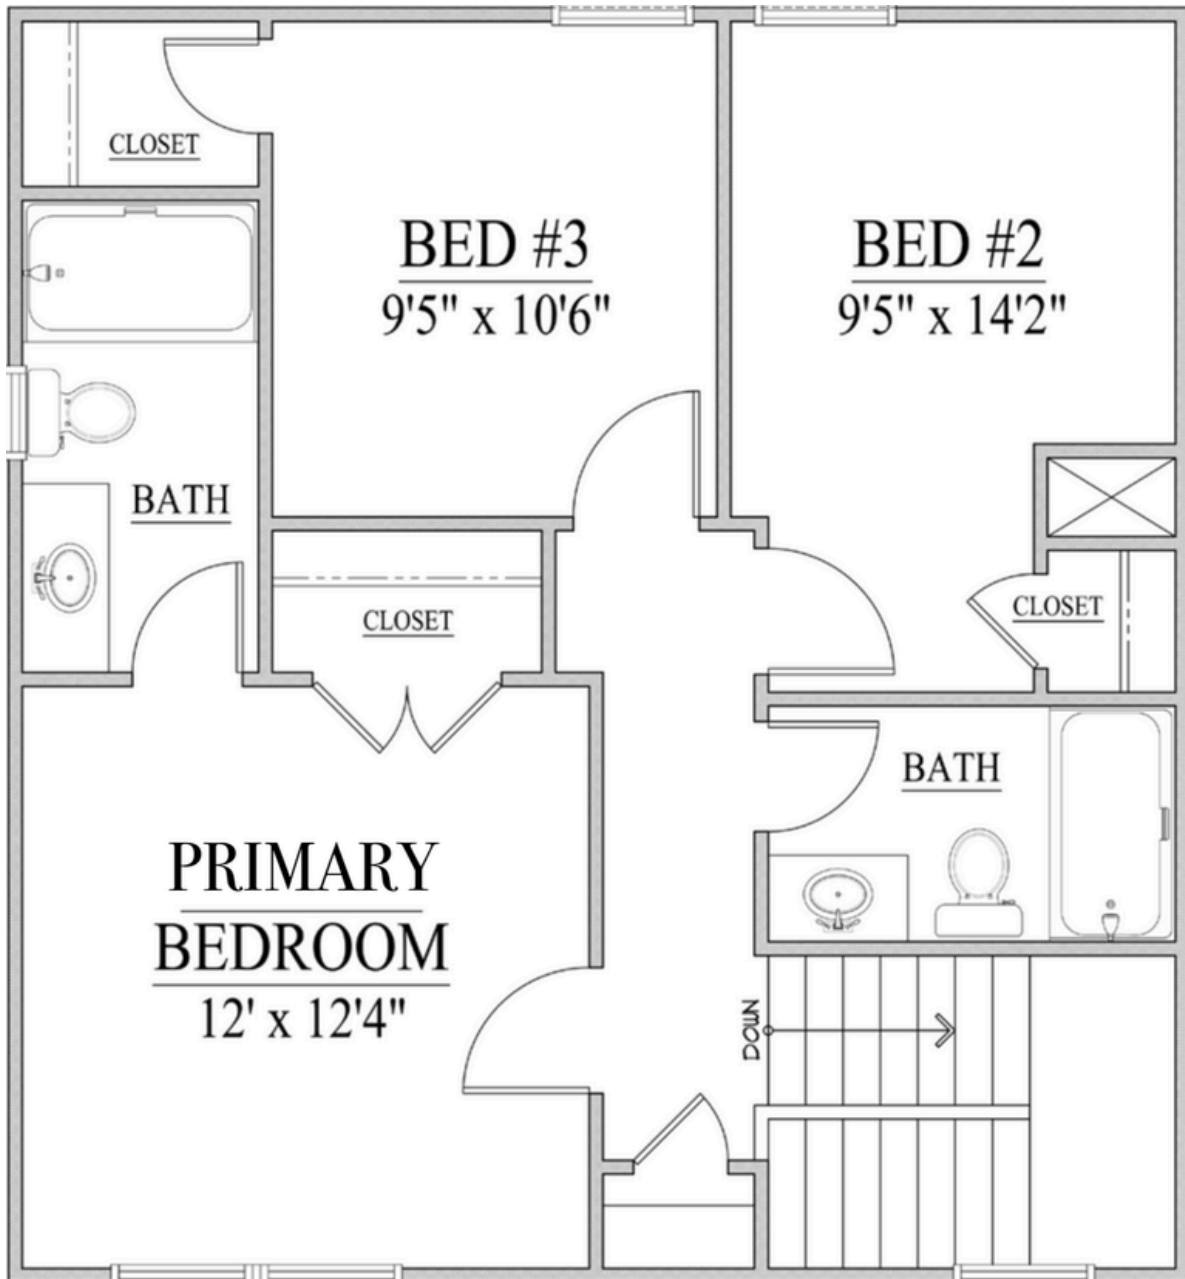 CLOSET
BED #3
9'5" x 10'6"
BED #2
9'5" x 14'2"
BATH
CLOSET
CLOSET
BATH
PRIMARY
BEDROOM
12' x 12'4"
DOWN